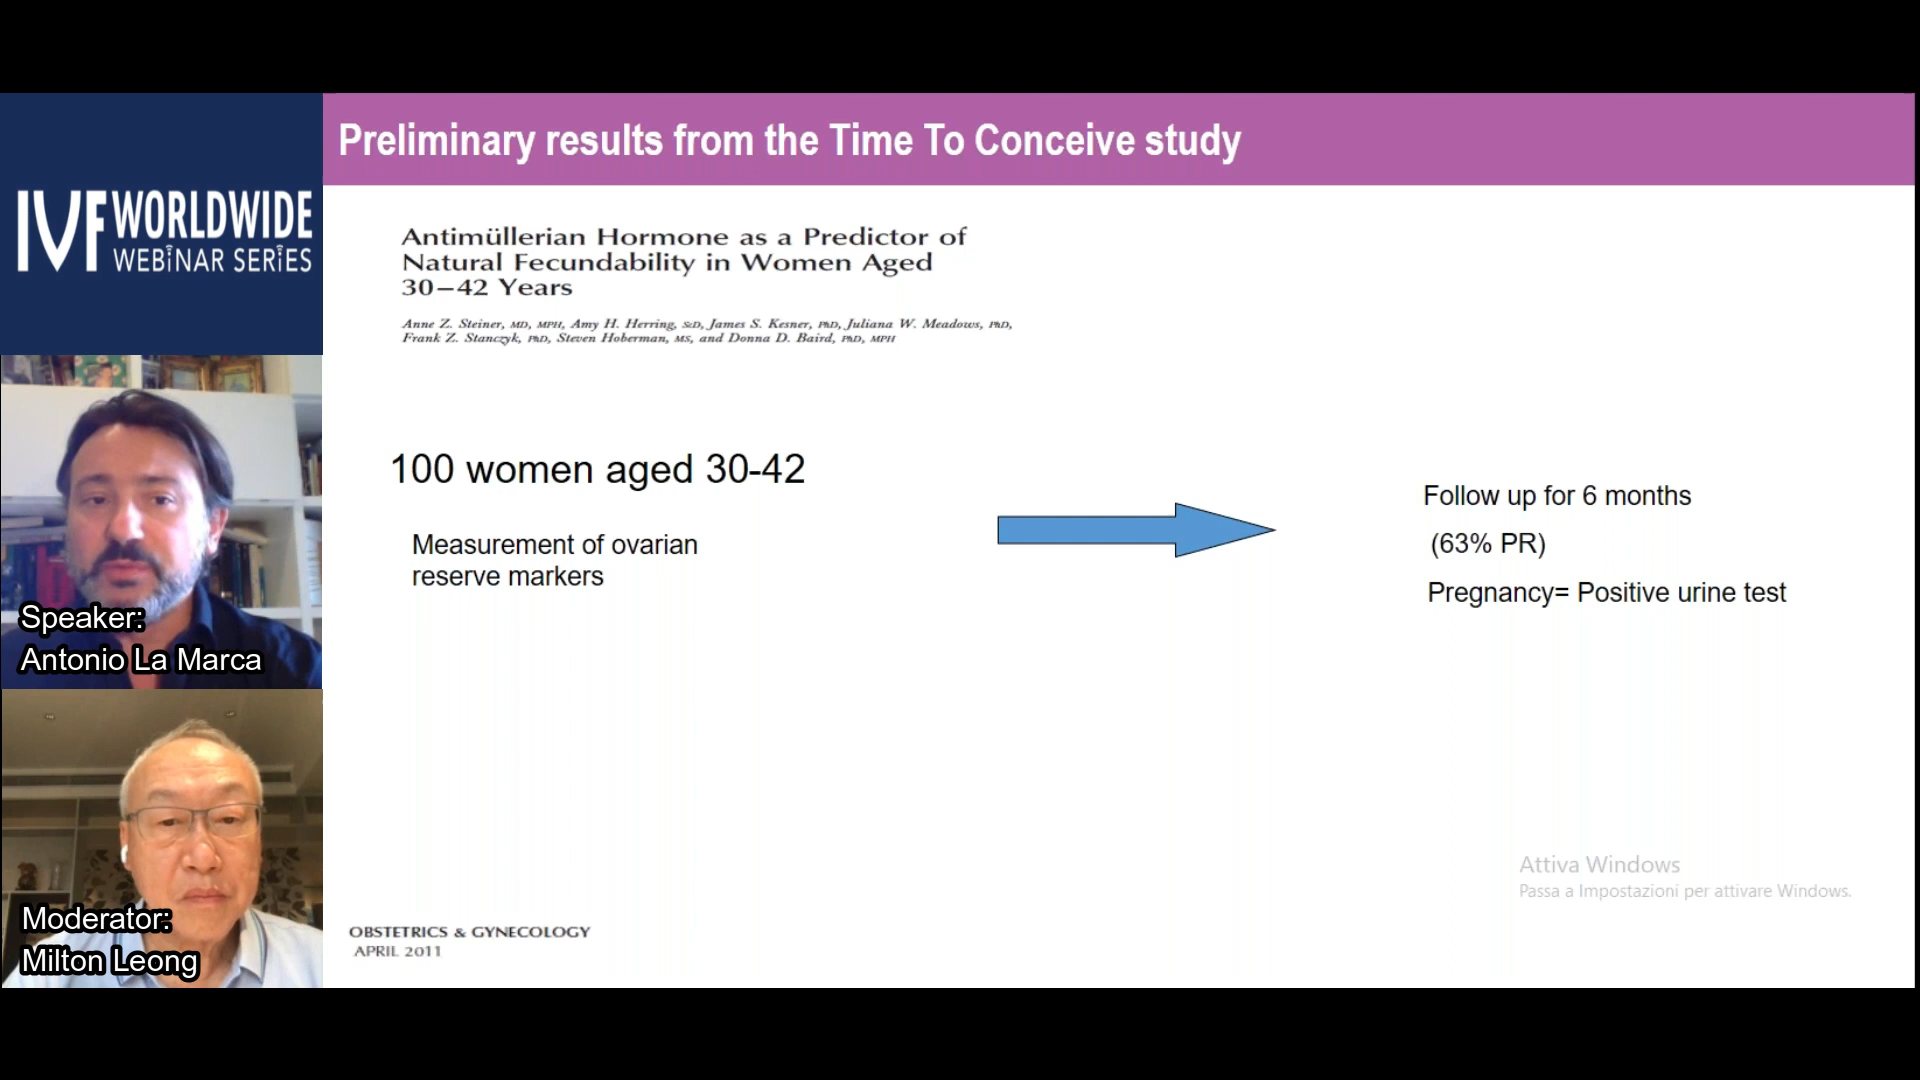 IVF WORLDWIDE
WEBiNAR SERiES
Speaker:
Antonio La Marca
Moderator:
Milton Leong
Preliminary results from the Time To Conceive study
Antimüllerian Hormone as a Predictor of
Natural Fecundability in Women Aged
30–42 Years
Anne Z. Steiner, MD, MPH, Amy H. Herring, ScD, James S. Kesner, PhD, Juliana W. Meadows, PhD,
Frank Z. Stanczyk, PhD, Steven Hoberman, MS, and Donna D. Baird, PhD, MPH
100 women aged 30-42
Measurement of ovarian
reserve markers
Follow up for 6 months
(63% PR)
Pregnancy= Positive urine test
Attiva Windows
Passa a Impostazioni per attivare Windows.
OBSTETRICS & GYNECOLOGY
APRIL 2011